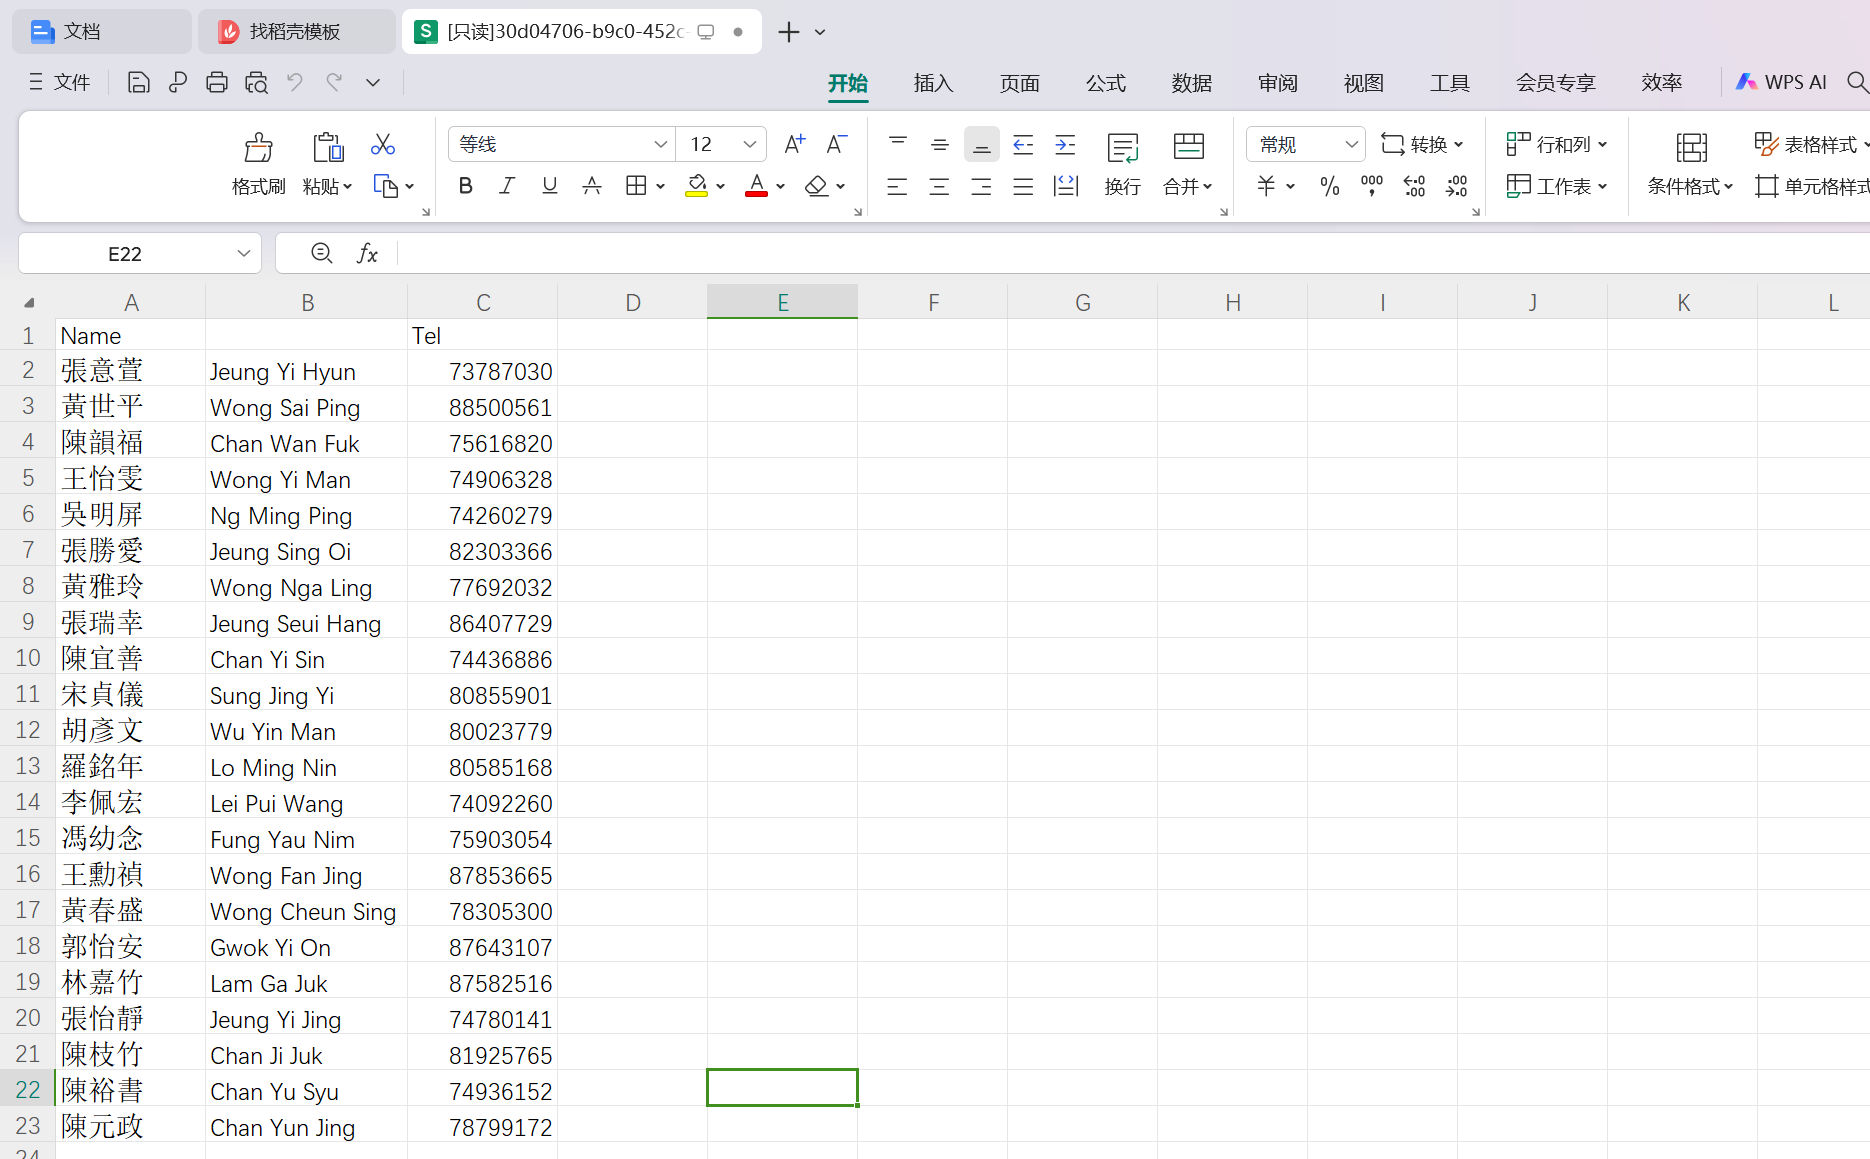 文档 找稻壳模板 [只读]30d04706-b9c0-452c-
文件 开始 插入 页面 公式 数据 审阅 视图 工具 会员专享 效率 WPS AI
等线 12 A+ A- 常规 转换 行和列 表格样式
格式刷 粘贴 B I U A A 换行 合并 羊 % 000 工作表 条件格式 单元格样式
E22 fx
A B C D E F G H I J K L
1 Name Tel
2 張意萱 Jeung Yi Hyun 73787030
3 黃世平 Wong Sai Ping 88500561
4 陳韻福 Chan Wan Fuk 75616820
5 王怡雯 Wong Yi Man 74906328
6 吳明屏 Ng Ming Ping 74260279
7 張勝愛 Jeung Sing Oi 82303366
8 黃雅玲 Wong Nga Ling 77692032
9 張瑞幸 Jeung Seui Hang 86407729
10 陳宜善 Chan Yi Sin 74436886
11 宋貞儀 Sung Jing Yi 80855901
12 胡彥文 Wu Yin Man 80023779
13 羅銘年 Lo Ming Nin 80585168
14 李佩宏 Lei Pui Wang 74092260
15 馮幼念 Fung Yau Nim 75903054
16 王勳禎 Wong Fan Jing 87853665
17 黃春盛 Wong Cheun Sing 78305300
18 郭怡安 Gwok Yi On 87643107
19 林嘉竹 Lam Ga Juk 87582516
20 張怡靜 Jeung Yi Jing 74780141
21 陳枝竹 Chan Ji Juk 81925765
22 陳裕書 Chan Yu Syu 74936152
23 陳元政 Chan Yun Jing 78799172